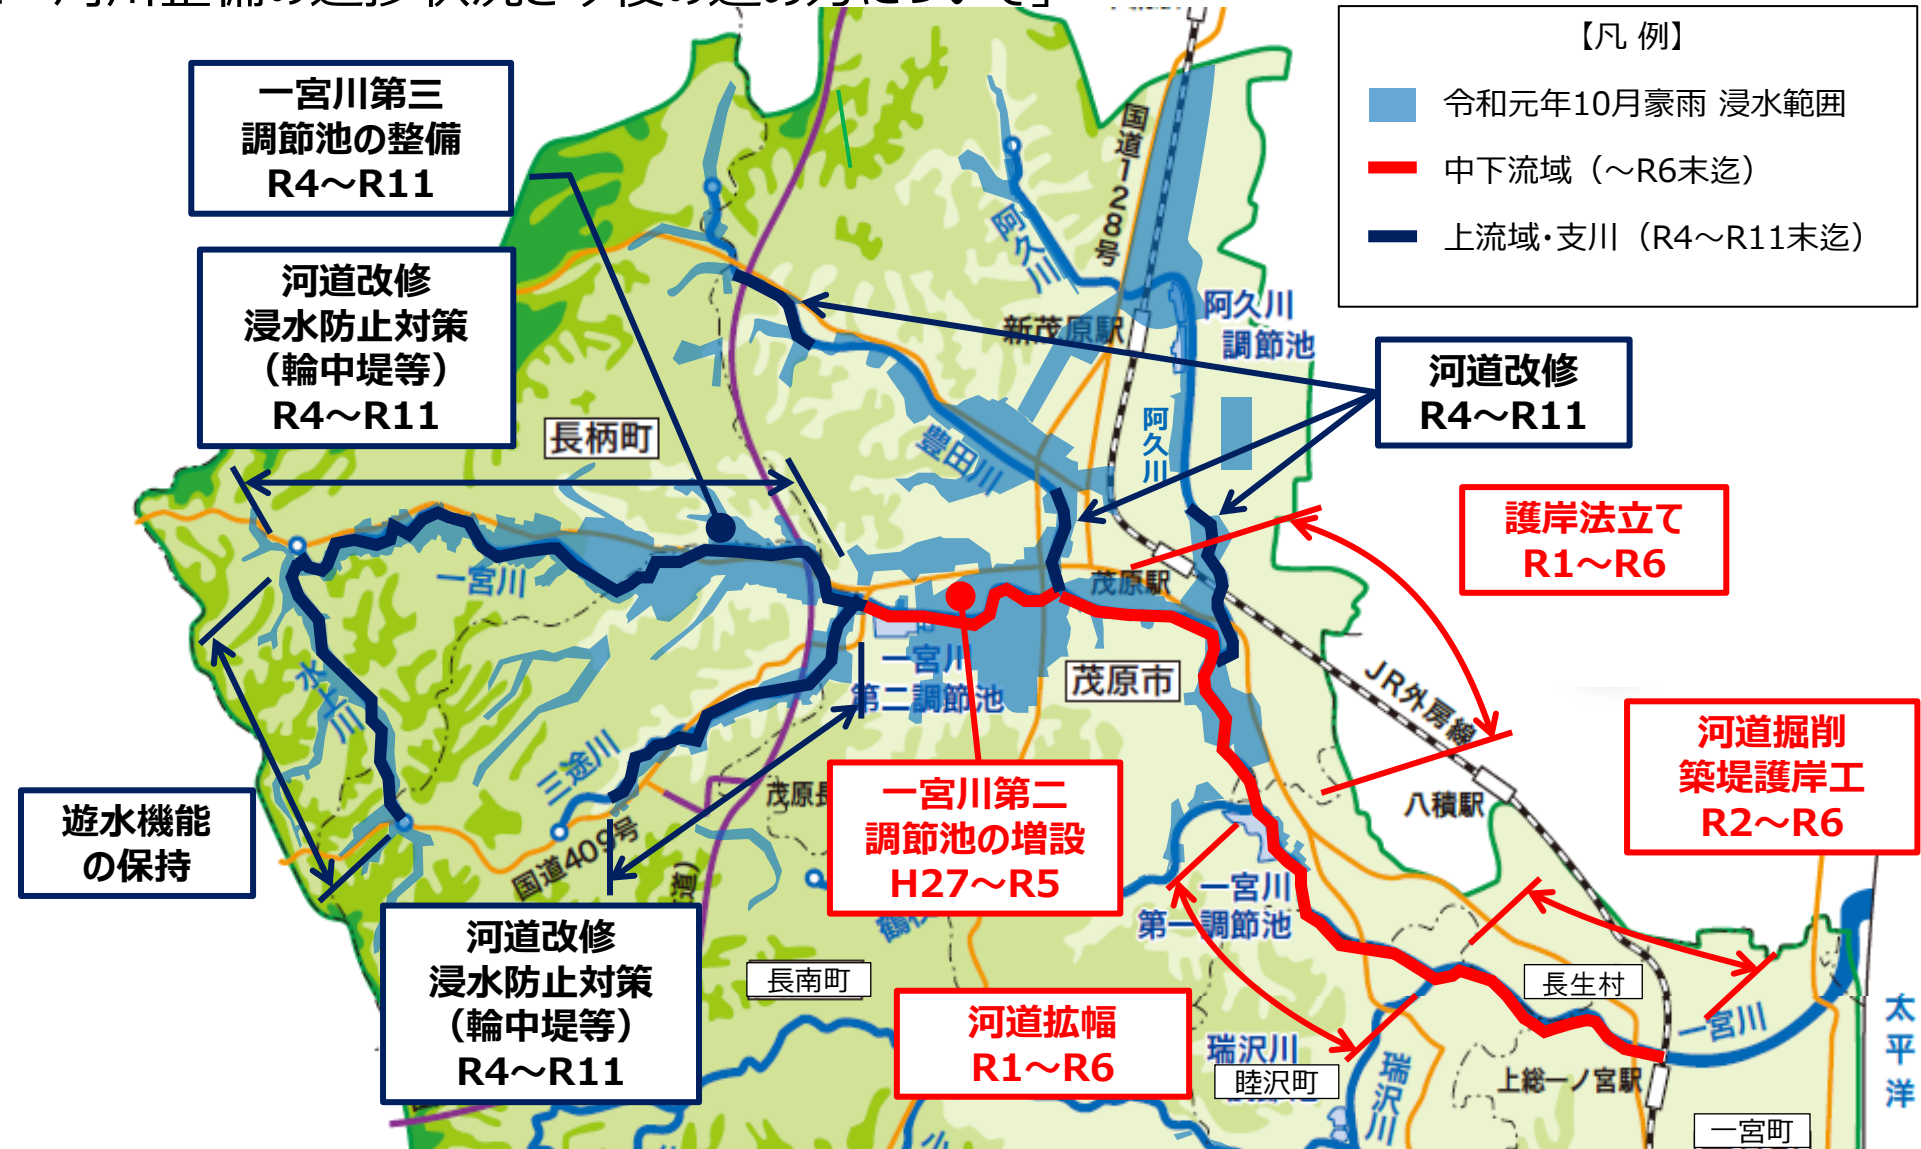 【凡 例】
令和元年10月豪雨 浸水範囲
中下流域（～R6末迄）
上流域･支川（R4～R11末迄）
一宮川第三
調節池の整備
R4～R11
河道改修
浸水防止対策
（輪中堤等）
R4～R11
長柄町
国道128号
阿久川
新茂原駅
阿久川
調節池
阿久川
河道改修
R4～R11
豊田川
護岸法立て
R1～R6
一宮川
茂原駅
一宮川
第二調節池
茂原市
JR外房線
水上川
三途川
国道409号
遊水機能
の保持
茂原長
道）
一宮川第二
調節池の増設
H27～R5
八積駅
河道掘削
築堤護岸工
R2～R6
一宮川
第一調節池
河道改修
浸水防止対策
（輪中堤等）
R4～R11
長南町
河道拡幅
R1～R6
長生村
一宮川
瑞沢川
睦沢町
瑞沢川
上総一ノ宮駅
太平洋
一宮町